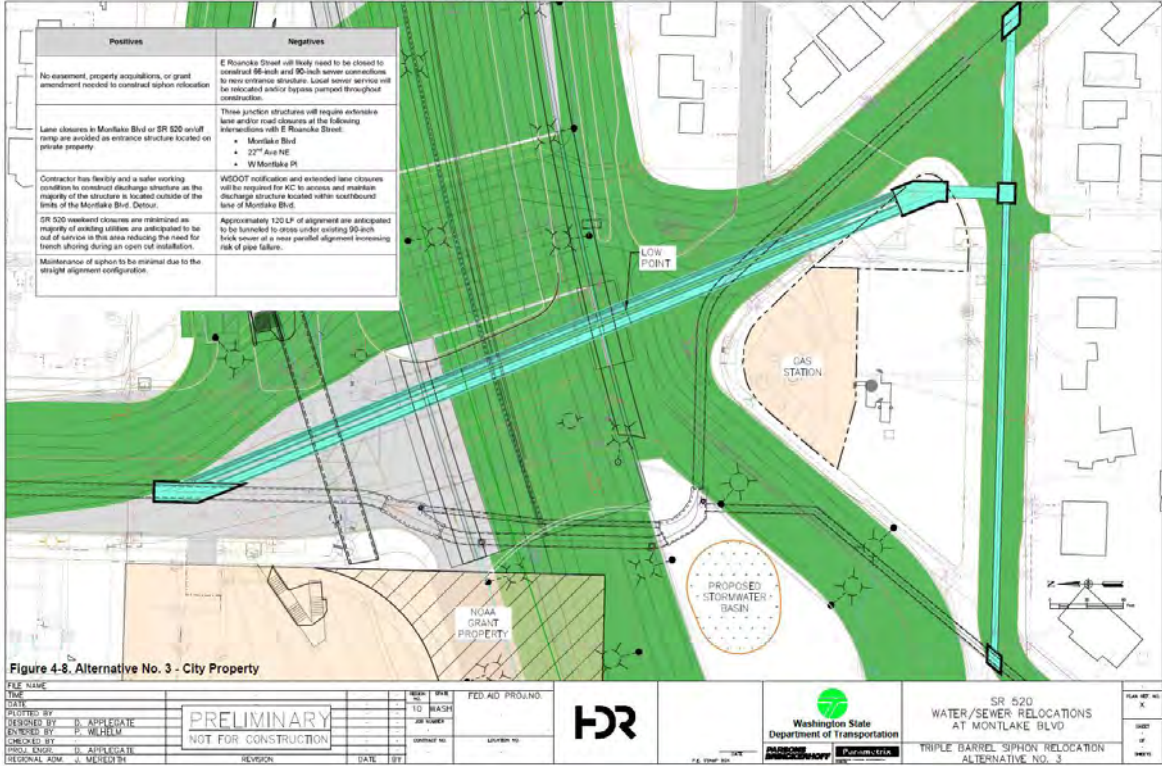 Positives
Negatives
No easement, property acquisitions, or grant
amendment needed to construct siphon relocation
E Roanoke Street will likely need to be closed to
construct 66-inch and 90-inch sewer connections
to new entrance structure. Local sewer service will
be relocated and/or bypass pumped throughout
construction.
Lane closures in Montlake Blvd or SR 520 on/off
ramp are avoided as entrance structure located on
private property.
Three junction structures will require extensive
lane and/or road closures at the following
intersections with E Roanoke Street:
• Montlake Blvd
• 22nd Ave NE
• W Montlake Pl
Contractor has flexibly and a safer working
condition to construct discharge structure as the
majority of the structure is located outside of the
limits of the Montlake Blvd. Detour.
WSDOT notification and extended lane closures
will be required for KC to access and maintain
discharge structure located within southbound
lane of Montlake Blvd.
SR 520 weekend closures are minimized as
majority of existing utilities are anticipated to be
out of service in this area reducing the need for
trench shoring during an open cut installation.
Approximately 120 LF of alignment are anticipated
to be tunneled to cross under existing 90-inch
brick sewer at a near parallel alignment increasing
risk of pipe failure.
Maintenance of siphon to be minimal due to the
straight alignment configuration.
LOW
POINT
GAS
STATION
PROPOSED
STORMWATER
BASIN
NOAA
GRANT
PROPERTY
Figure 4-8. Alternative No. 3 - City Property
FILE NAME
TIME
DATE
PLOTTED BY
DESIGNED BY D. APPLEGATE
ENTERED BY P. WILHELM
CHECKED BY
PROJ. ENGR. D. APPLEGATE
REGIONAL ADM. J. MEREDITH
PRELIMINARY
NOT FOR CONSTRUCTION
REVISION DATE BY
REGION NO. STATE
10 WASH
JOB NUMBER
CONTRACT NO. LOCATION NO.
FED.AID PROJ.NO.
HDR
DATE
Washington State
Department of Transportation
PARSONS
BRINCKERHOFF
Parametrix
SR 520
WATER/SEWER RELOCATIONS
AT MONTLAKE BLVD
TRIPLE BARREL SIPHON RELOCATION
ALTERNATIVE NO. 3
PLAN REF. NO.
X
SHEET
OF
SHEETS